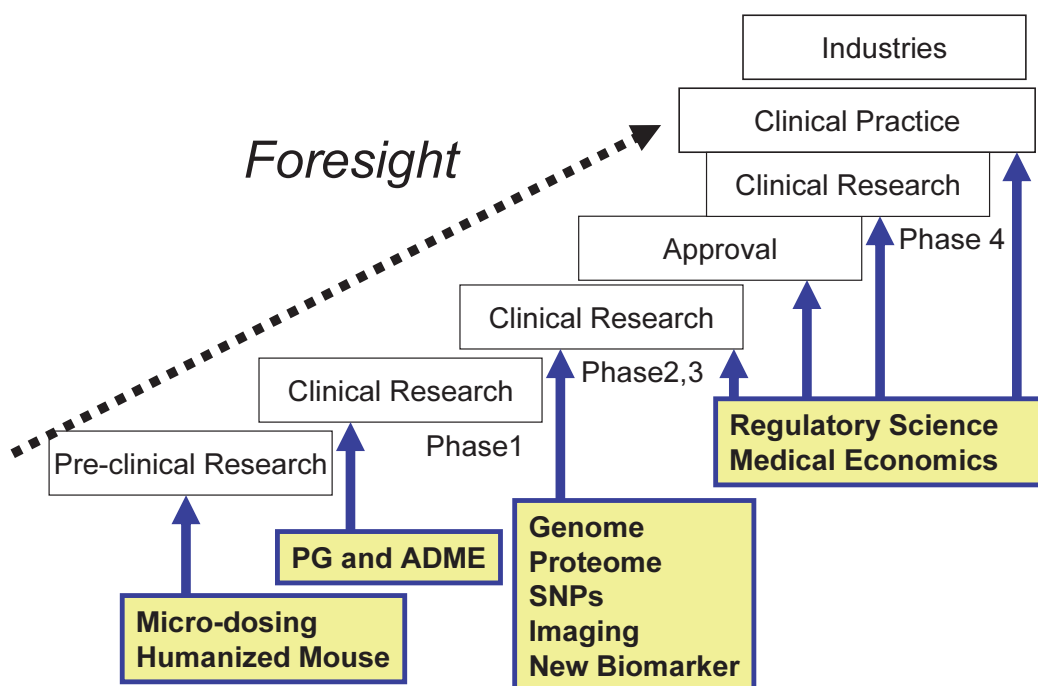 Industries
Clinical Practice
Foresight
Clinical Research
Phase 4
Approval
Clinical Research
Phase2,3
Clinical Research
Phase1
Pre-clinical Research
Regulatory Science
Medical Economics
Genome
Proteome
SNPs
Imaging
New Biomarker
PG and ADME
Micro-dosing
Humanized Mouse